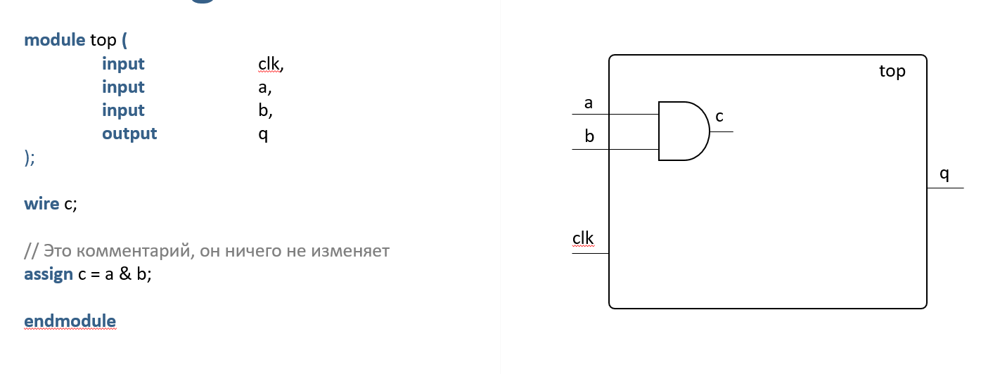 module top (
input clk,
input a,
input b,
output q
);
wire c;
// Это комментарий, он ничего не изменяет
assign c = a & b;
endmodule
top
a
c
b
q
clk